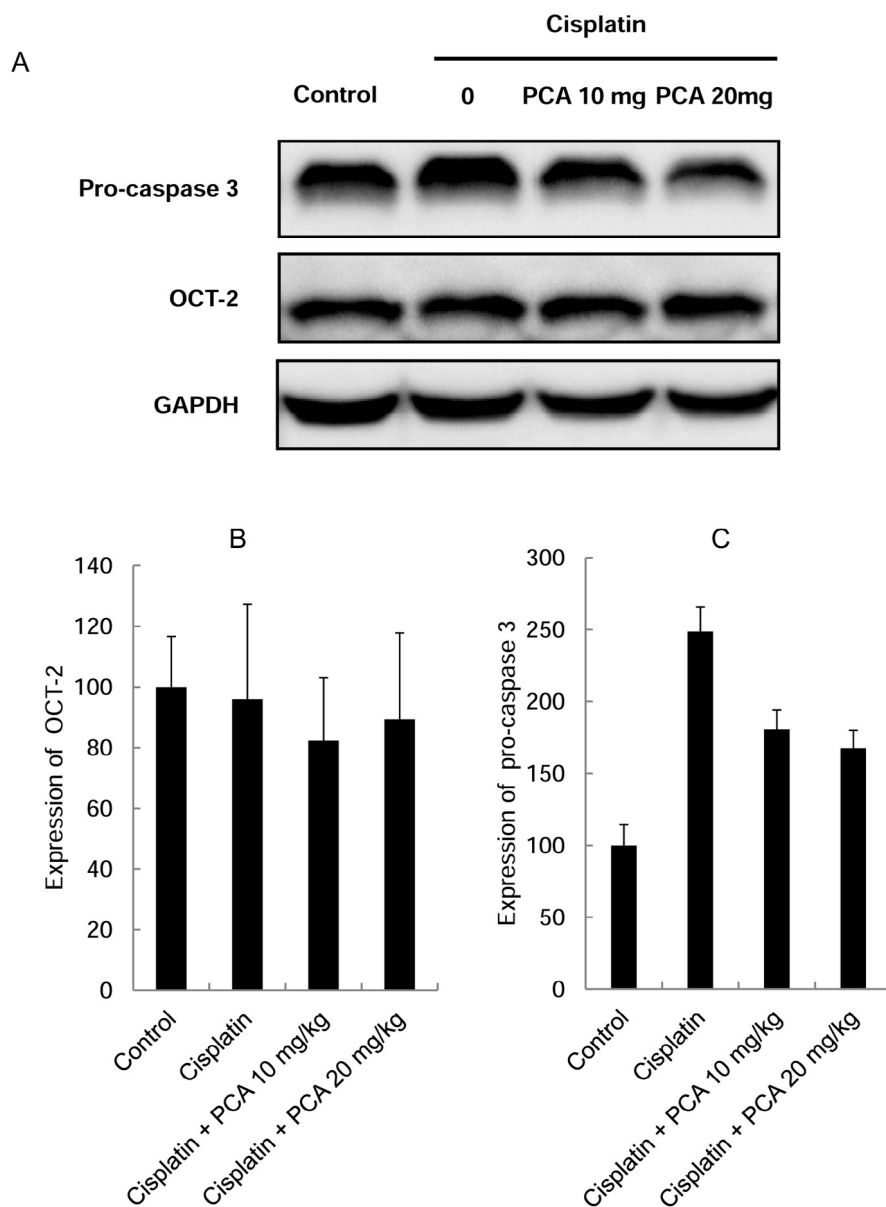 Cisplatin
A
Control 0 PCA 10 mg PCA 20mg
Pro-caspase 3
OCT-2
GAPDH
B
Expression of OCT-2
140
120
100
80
60
40
20
0
Control
Cisplatin
Cisplatin + PCA 10 mg/kg
Cisplatin + PCA 20 mg/kg
C
Expression of pro-caspase 3
300
250
200
150
100
50
0
Control
Cisplatin
Cisplatin + PCA 10 mg/kg
Cisplatin + PCA 20 mg/kg